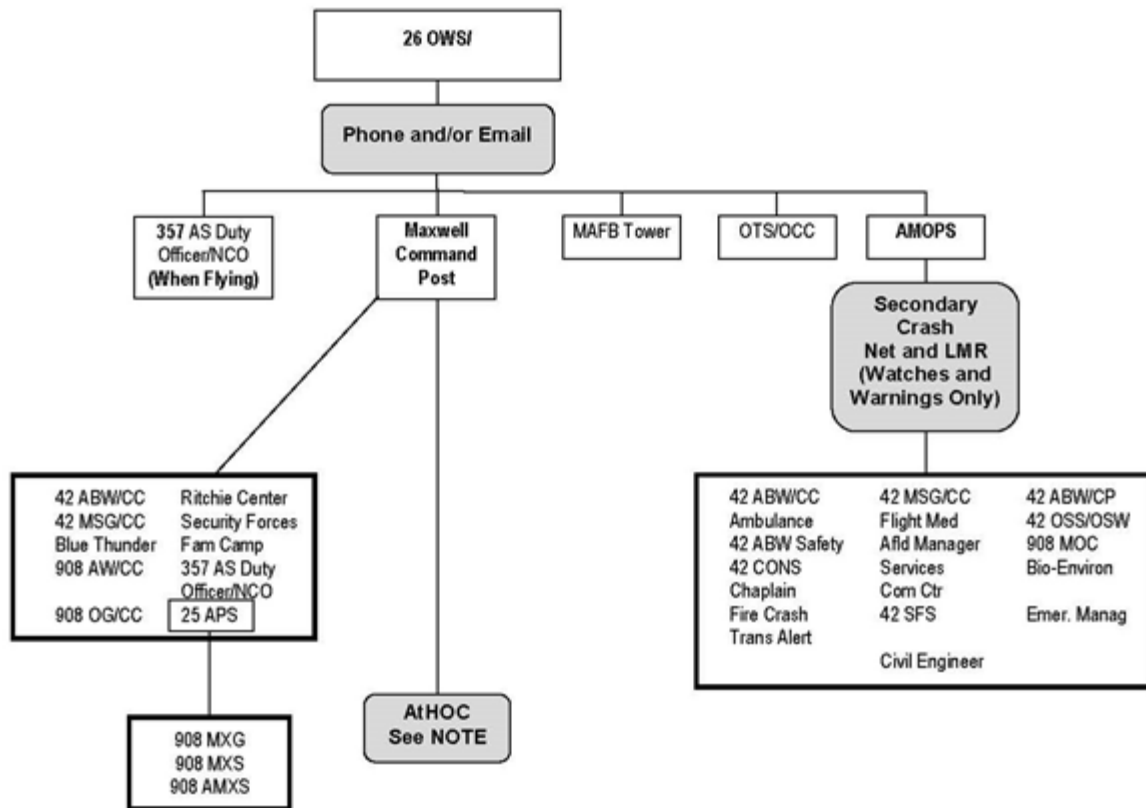 26 OWS/
Phone and/or Email
357 AS Duty
Officer/NCO
(When Flying)
Maxwell
Command
Post
MAFB Tower
OTS/OCC
AMOPS
Secondary
Crash
Net and LMR
(Watches and
Warnings Only)
42 ABW/CC Ritchie Center
42 MSG/CC Security Forces
Blue Thunder Fam Camp
908 AW/CC 357 AS Duty
Officer/NCO
908 OG/CC 25 APS
42 ABW/CC 42 MSG/CC 42 ABW/CP
Ambulance Flight Med 42 OSS/OSW
42 ABW Safety Afld Manager 908 MOC
42 CONS Services Bio-Environ
Chaplain Com Ctr
Fire Crash 42 SFS Emer. Manag
Trans Alert
Civil Engineer
AtHOC
See NOTE
908 MXG
908 MXS
908 AMXS